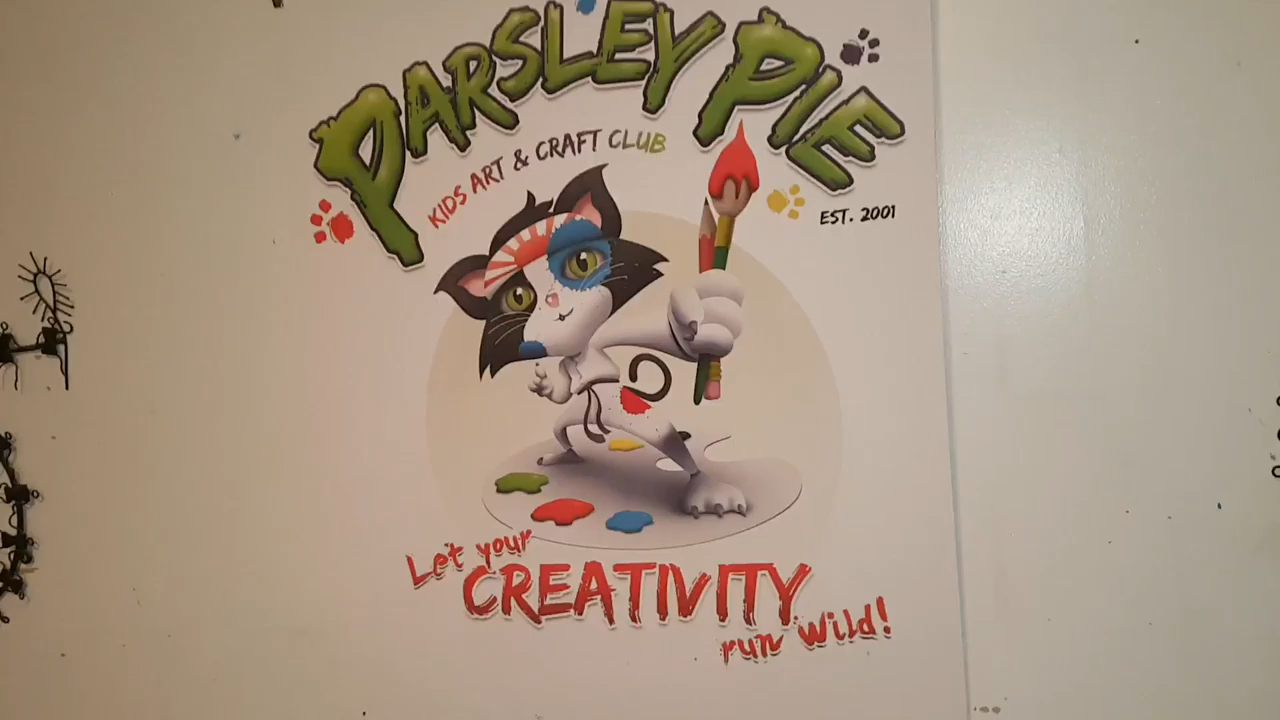 PARSLEY PIE
KIDS ART & CRAFT CLUB
EST. 2001
Let your
CREATIVITY
run Wild!